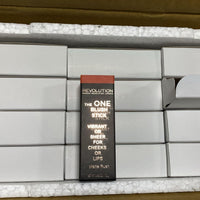 REVOLUTION
THE ONE
BLUSH
STICK
VIBRANT
OR
SHEER
FOR
CHEEKS
OR
LIPS